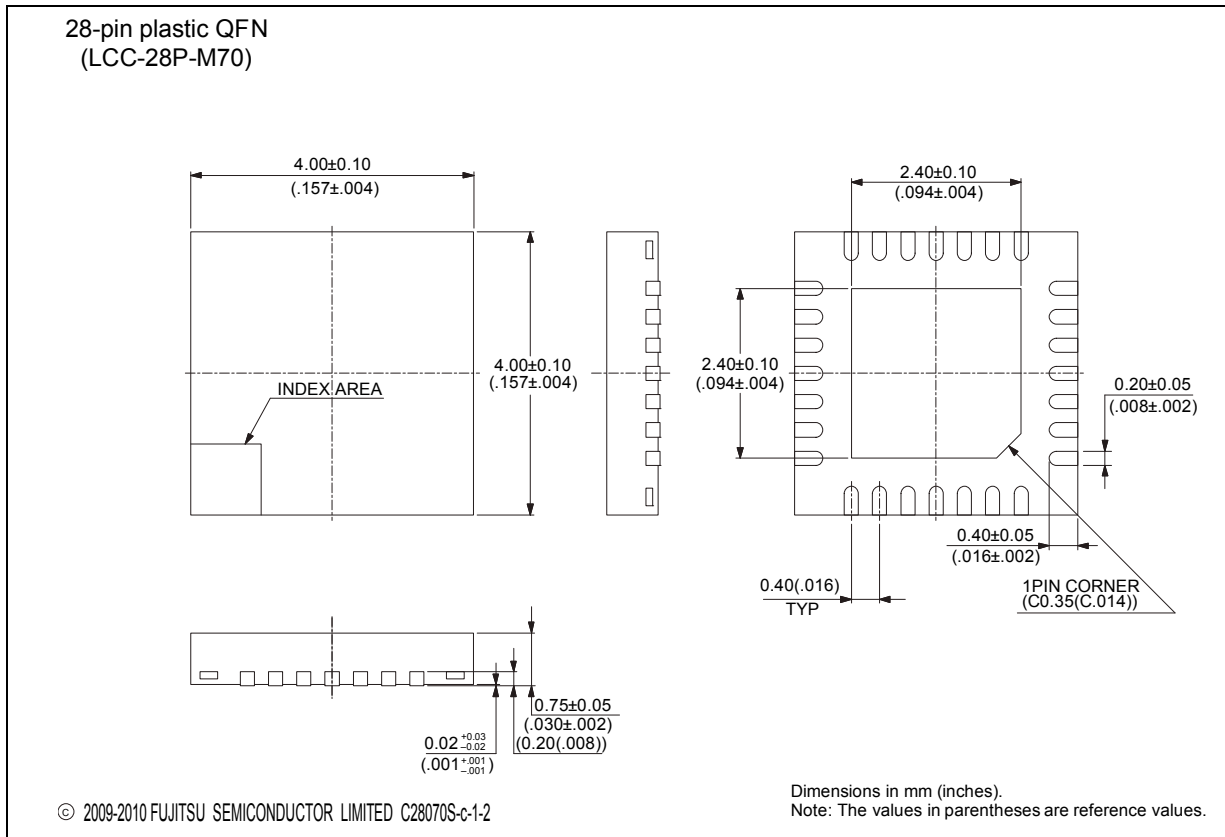 28-pin plastic QFN
(LCC-28P-M70)
4.00±0.10
(.157±.004)
2.40±0.10
(.094±.004)
4.00±0.10
(.157±.004)
2.40±0.10
(.094±.004)
INDEX AREA
0.20±0.05
(.008±.002)
0.40±0.05
(.016±.002)
0.40(.016)
TYP
1PIN CORNER
(C0.35(C.014))
0.75±0.05
(.030±.002)
(0.20(.008))
0.02 +0.03 –0.02
(.001 +.001 –.001)
Dimensions in mm (inches).
Note: The values in parentheses are reference values.
© 2009-2010 FUJITSU SEMICONDUCTOR LIMITED C28070S-c-1-2